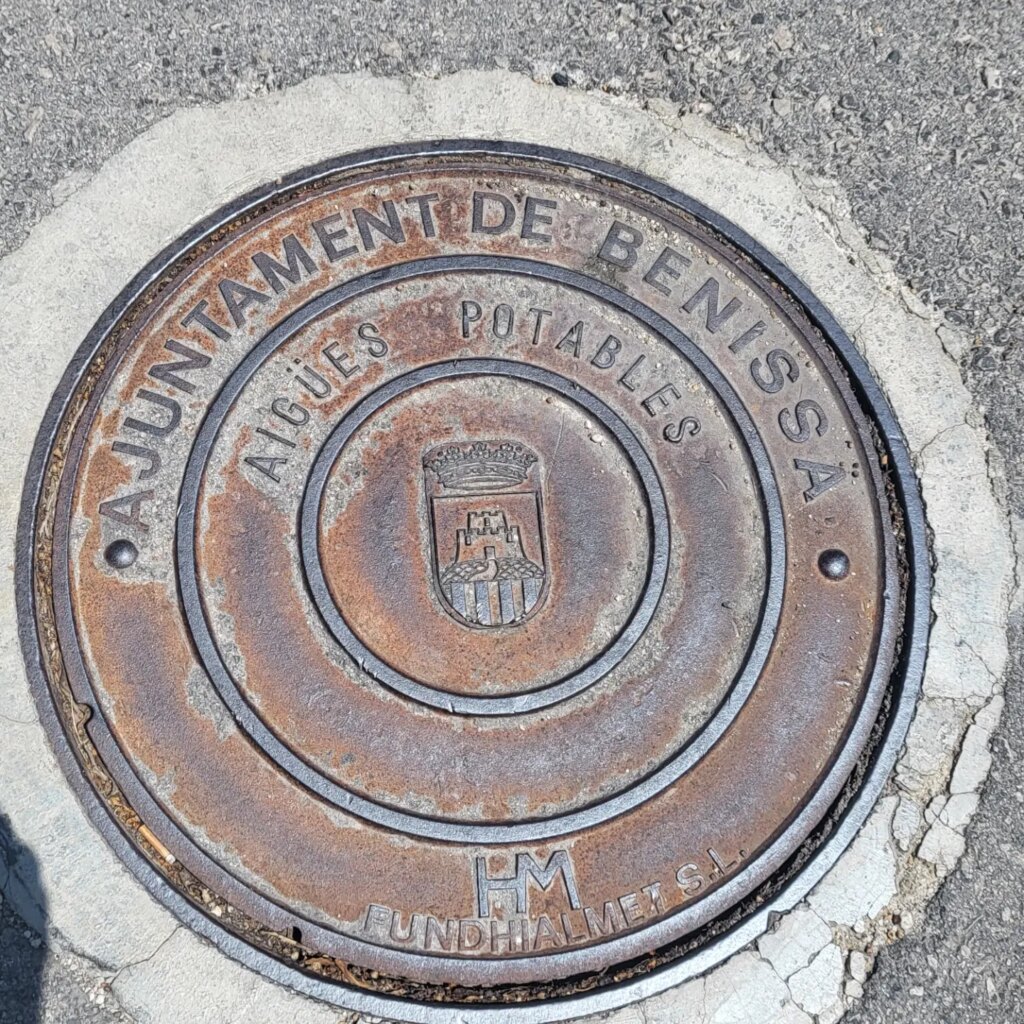 AJUNTAMENT DE BENISSA
AIGÜES POTABLES
HM
FUNDHIALMET S.L.